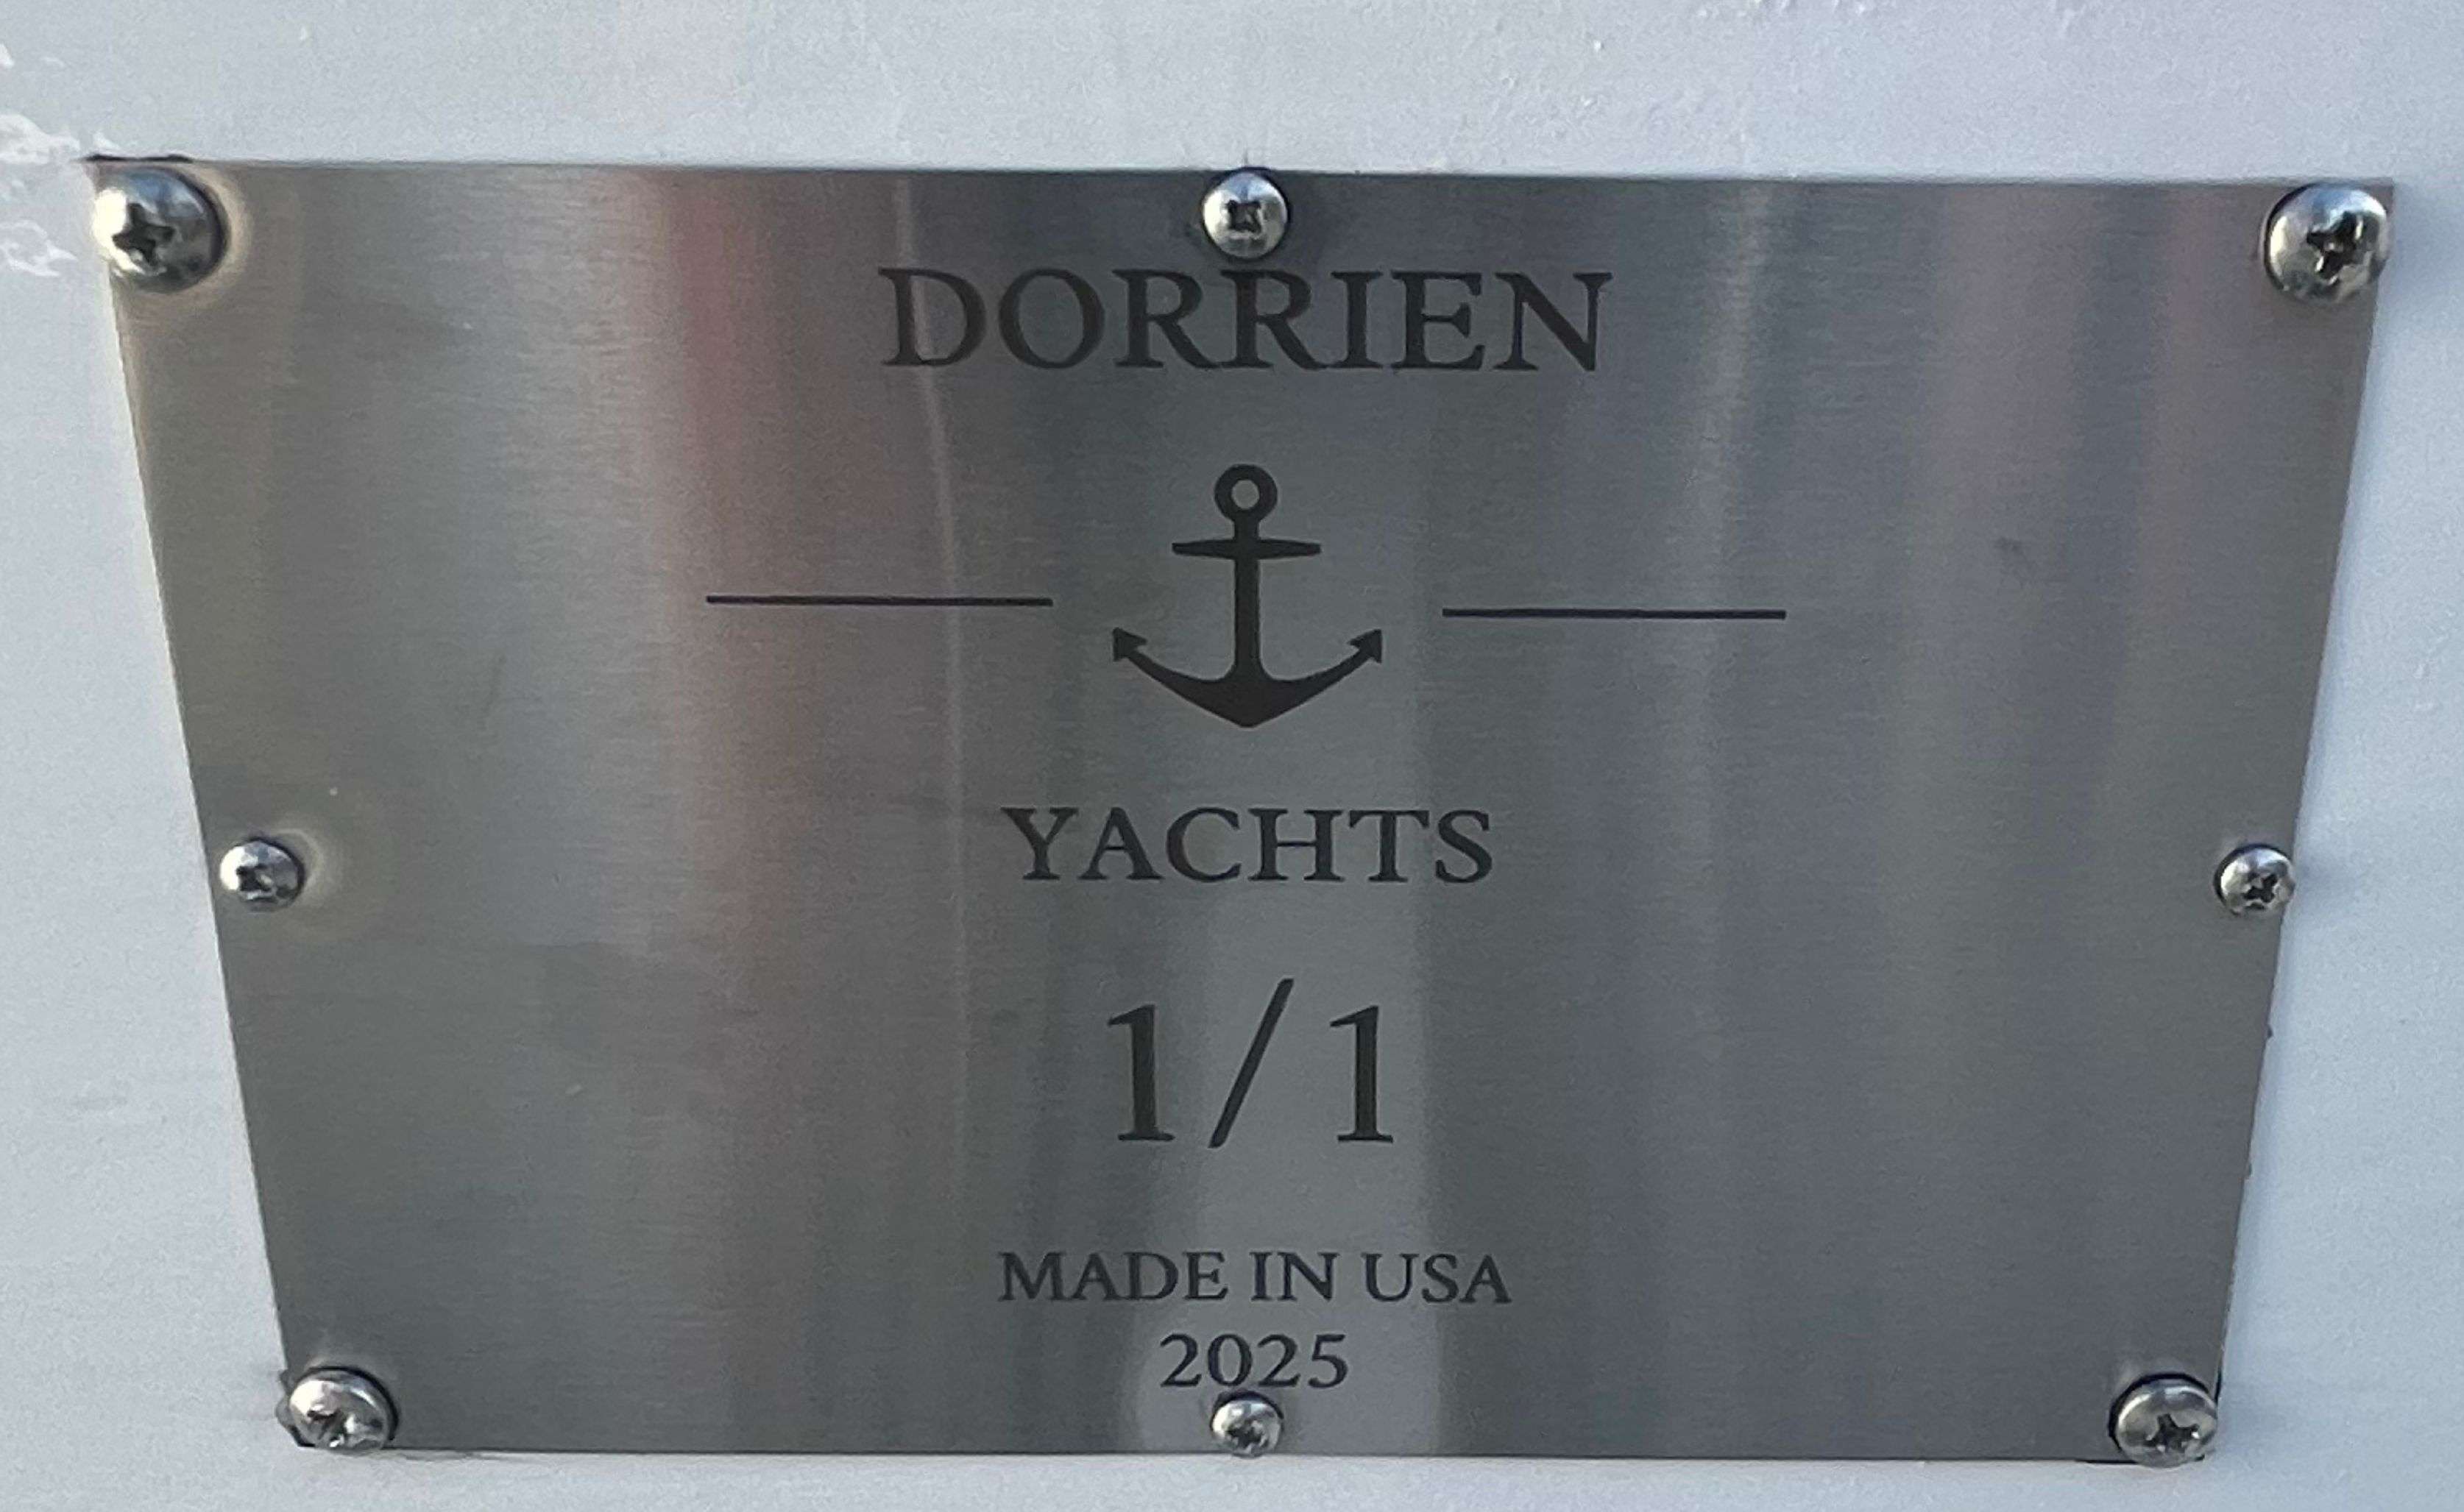 DORRIEN
YACHTS
1/1
MADE IN USA
2025